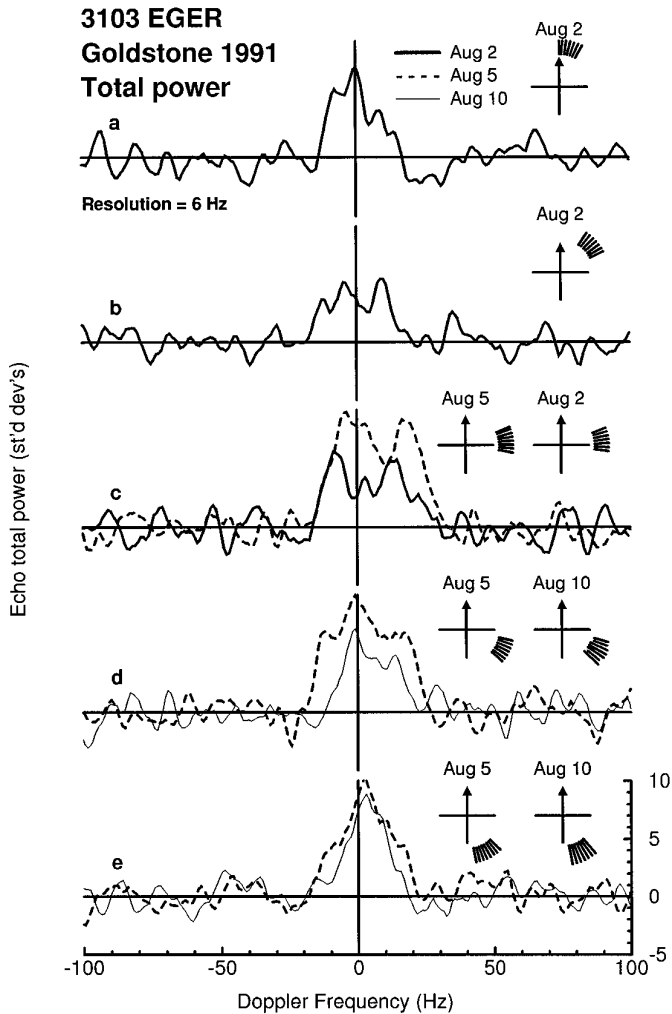 3103 EGER
Goldstone 1991
Total power
Aug 2
Aug 5
Aug 10
Aug 2
a
Resolution = 6 Hz
Aug 2
b
Aug 5 Aug 2
c
Aug 5 Aug 10
d
Aug 5 Aug 10
e
10
5
0
-5
-100 -50 0 50 100
Doppler Frequency (Hz)
Echo total power (st'd dev's)